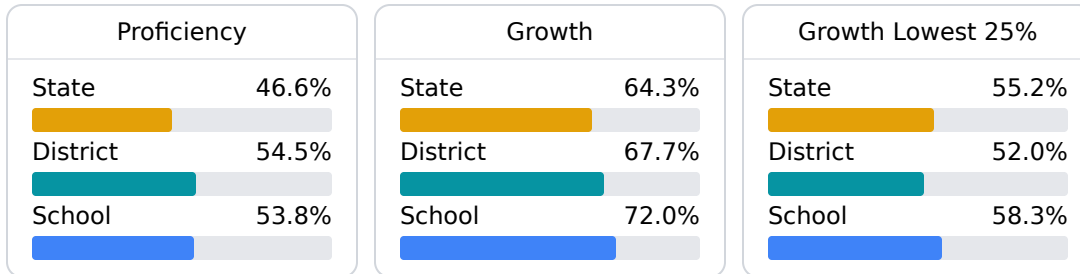 Proficiency
State 46.6%
District 54.5%
School 53.8%
Growth
State 64.3%
District 67.7%
School 72.0%
Growth Lowest 25%
State 55.2%
District 52.0%
School 58.3%